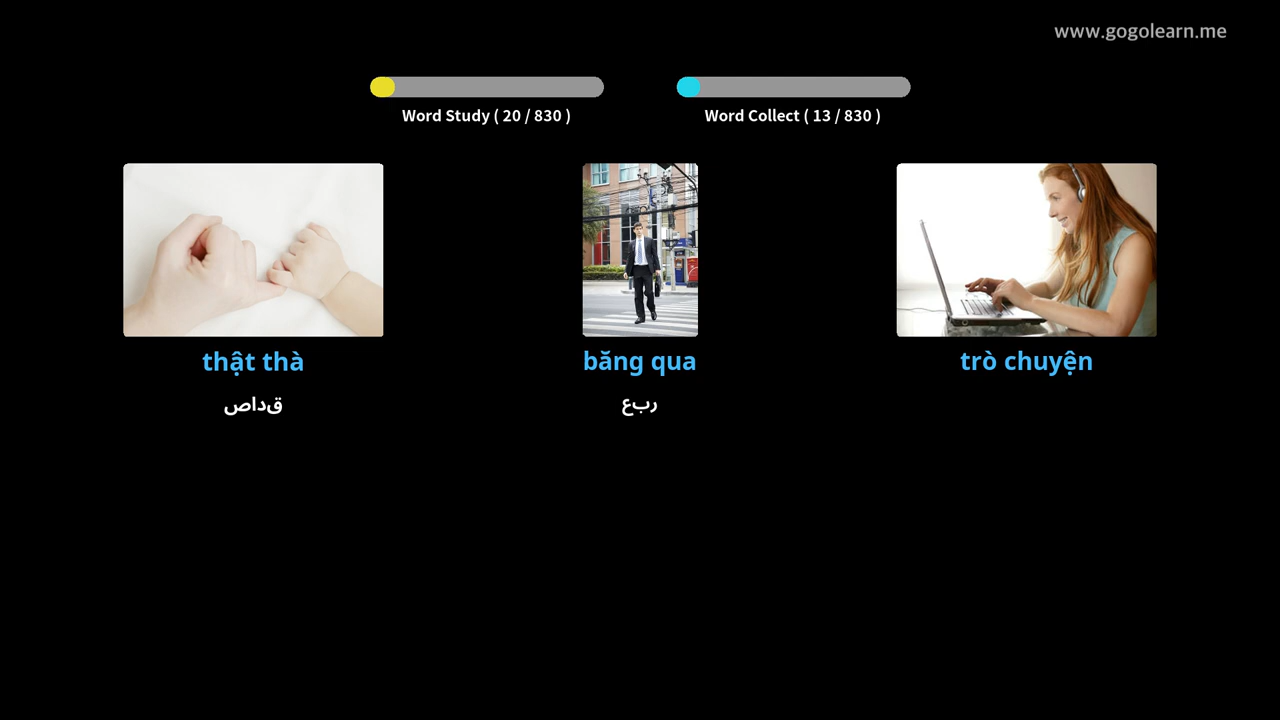 www.gogolearn.me
Word Study ( 20 / 830 )
Word Collect ( 13 / 830 )
thật thà
băng qua
trò chuyện
قداص
ربع